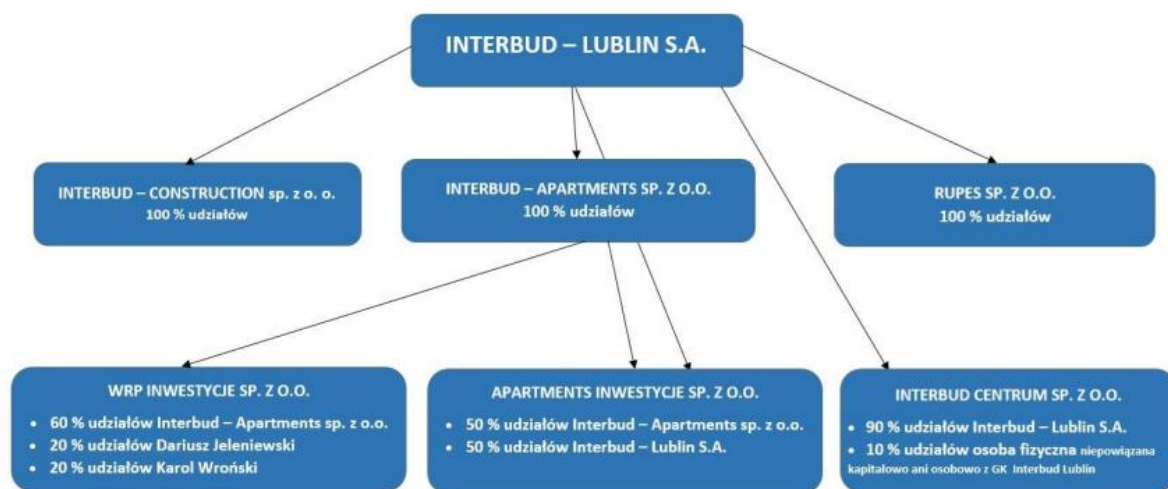 INTERBUD – LUBLIN S.A.
INTERBUD – CONSTRUCTION sp. z o. o.
100 % udziałów
INTERBUD – APARTMENTS SP. Z O.O.
100 % udziałów
RUPES SP. Z O.O.
100 % udziałów
WRP INWESTYCJE SP. Z O.O.
• 60 % udziałów Interbud – Apartments sp. z o.o.
• 20 % udziałów Dariusz Jeleniewski
• 20 % udziałów Karol Wroński
APARTMENTS INWESTYCJE SP. Z O.O.
• 50 % udziałów Interbud – Apartments sp. z o.o.
• 50 % udziałów Interbud – Lublin S.A.
INTERBUD CENTRUM SP. Z O.O.
• 90 % udziałów Interbud – Lublin S.A.
• 10 % udziałów osoba fizyczna niepowiązana
kapitałowo ani osobowo z GK Interbud Lublin